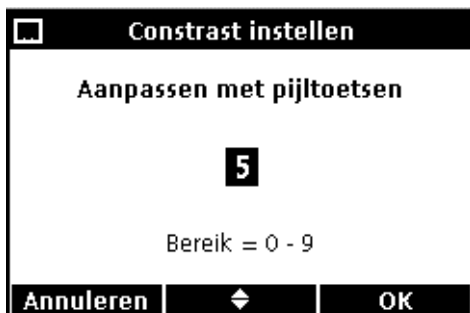 Constrast instellen
Aanpassen met pijltoetsen
5
Bereik = 0 - 9
Annuleren OK